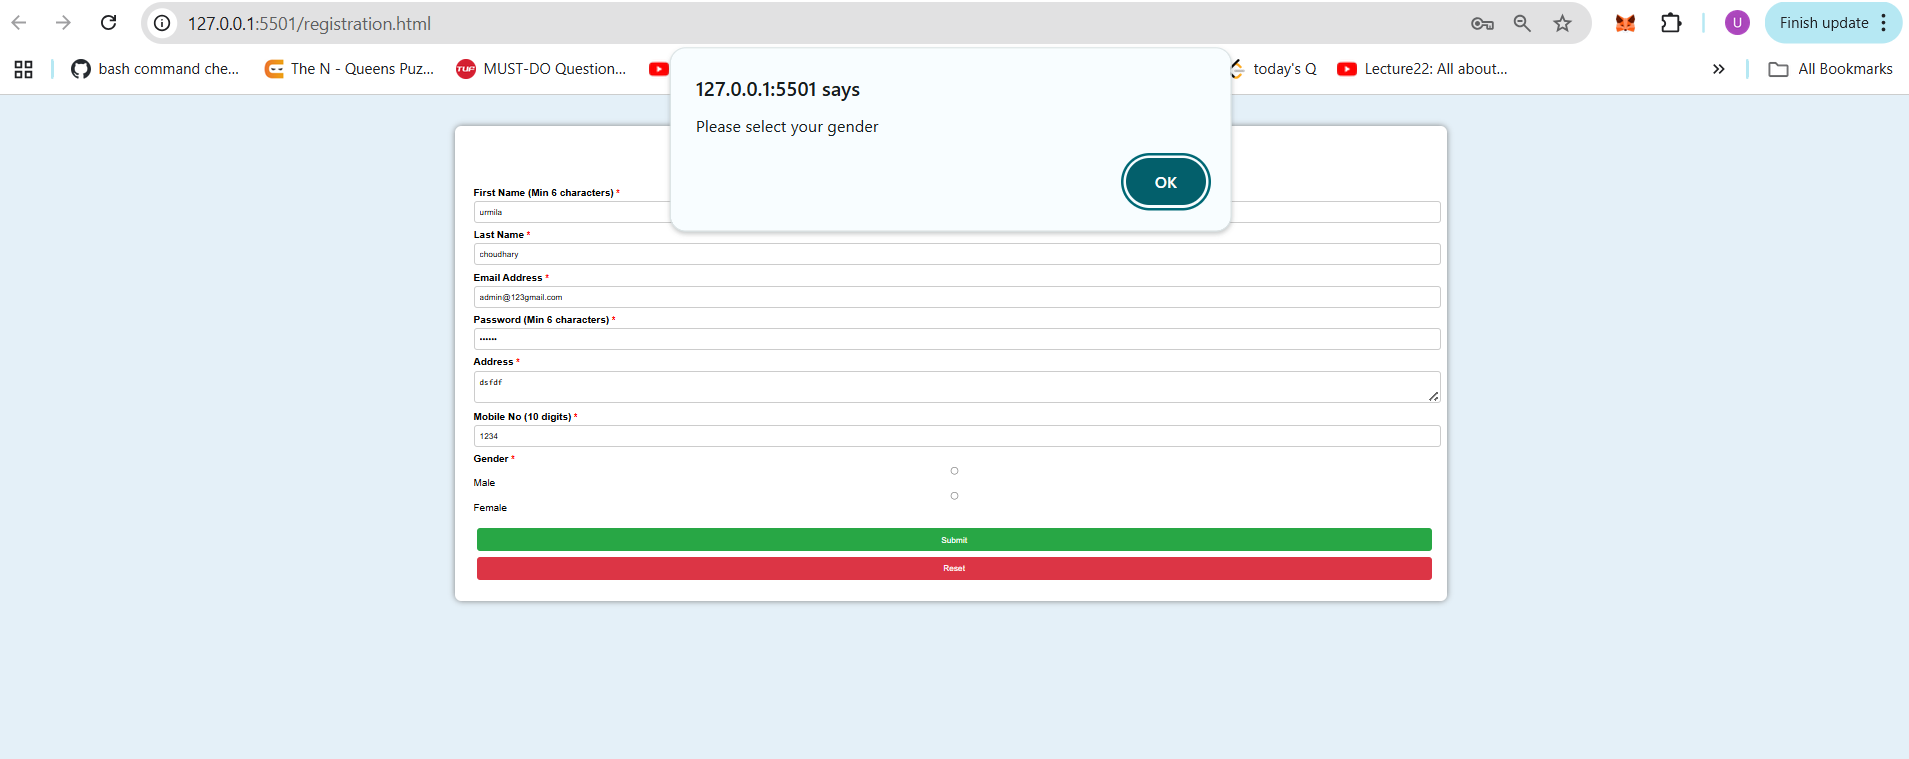 127.0.0.1:5501/registration.html
U
Finish update
bash command che...
The N - Queens Puz...
TUF
MUST-DO Question...
today's Q
Lecture22: All about...
All Bookmarks
127.0.0.1:5501 says
Please select your gender
OK
First Name (Min 6 characters) *
urmila
Last Name *
choudhary
Email Address *
admin@123gmail.com
Password (Min 6 characters) *
••••••
Address *
dsfdf
Mobile No (10 digits) *
1234
Gender *
Male
Female
Submit
Reset